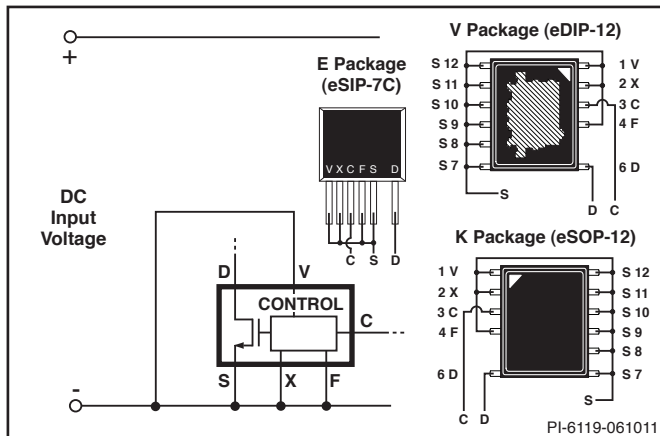 V Package (eDIP-12)
E Package
(eSIP-7C)
S 12
S 11
S 10
S 9
S 8
S 7
1 V
2 X
3 C
4 F
6 D
S
D
C
V X C F S D
C S D
+
DC
Input
Voltage
D
V
CONTROL
C
S
X
F
-
K Package (eSOP-12)
1 V
2 X
3 C
4 F
6 D
S 12
S 11
S 10
S 9
S 8
S 7
S
C D
PI-6119-061011